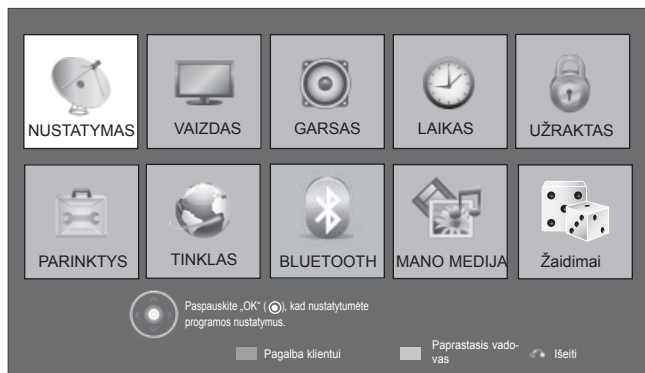 NUSTATYMAS VAIZDAS GARSAS LAIKAS UŽRAKTAS
PARINKTYS TINKLAS BLUETOOTH MANO MEDIJA Žaidimai
Paspauskite „OK“ (◉), kad nustatytumėte
programos nustatymus.
Pagalba klientui
Paprastasis vado-
vas
Išeiti